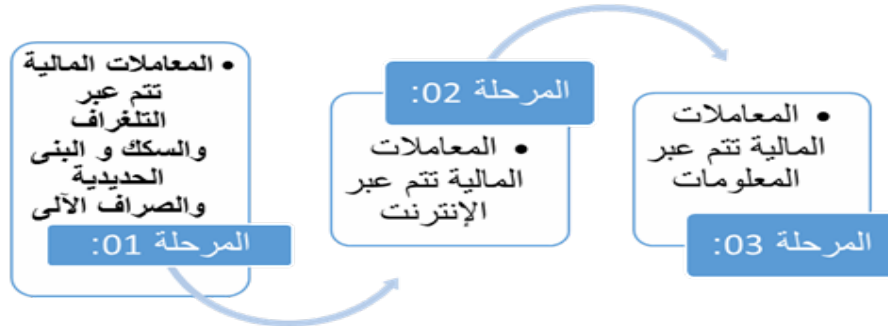 • المعاملات المالية
تتم عبر
التلغراف
والسكك و البنى
الحديدية
والصراف الآلى
المرحلة 01:
المرحلة 02:
• المعاملات
المالية تتم عبر
الإنترنت
• المعاملات
المالية تتم عبر
المعلومات
المرحلة 03: